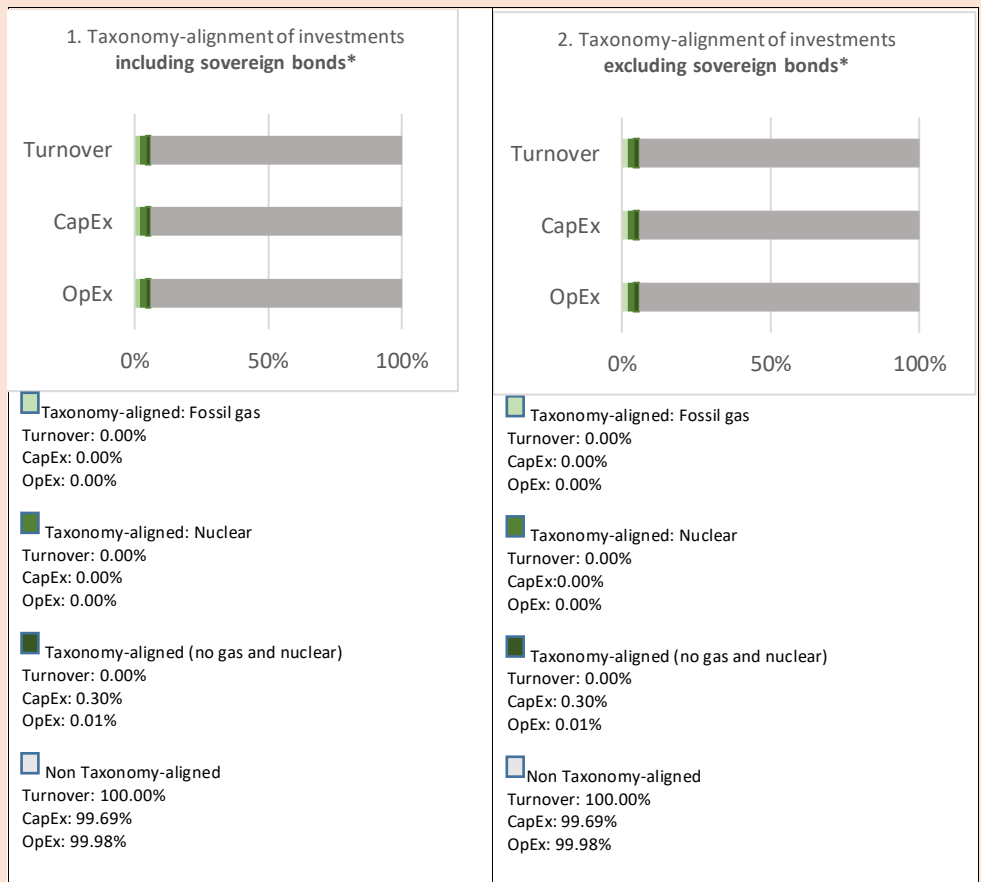 1. Taxonomy-alignment of investments
including sovereign bonds*
Turnover
CapEx
OpEx
0% 50% 100%
Taxonomy-aligned: Fossil gas
Turnover: 0.00%
CapEx: 0.00%
OpEx: 0.00%
Taxonomy-aligned: Nuclear
Turnover: 0.00%
CapEx: 0.00%
OpEx: 0.00%
Taxonomy-aligned (no gas and nuclear)
Turnover: 0.00%
CapEx: 0.30%
OpEx: 0.01%
Non Taxonomy-aligned
Turnover: 100.00%
CapEx: 99.69%
OpEx: 99.98%
2. Taxonomy-alignment of investments
excluding sovereign bonds*
Turnover
CapEx
OpEx
0% 50% 100%
Taxonomy-aligned: Fossil gas
Turnover: 0.00%
CapEx: 0.00%
OpEx: 0.00%
Taxonomy-aligned: Nuclear
Turnover: 0.00%
CapEx:0.00%
OpEx: 0.00%
Taxonomy-aligned (no gas and nuclear)
Turnover: 0.00%
CapEx: 0.30%
OpEx: 0.01%
Non Taxonomy-aligned
Turnover: 100.00%
CapEx: 99.69%
OpEx: 99.98%